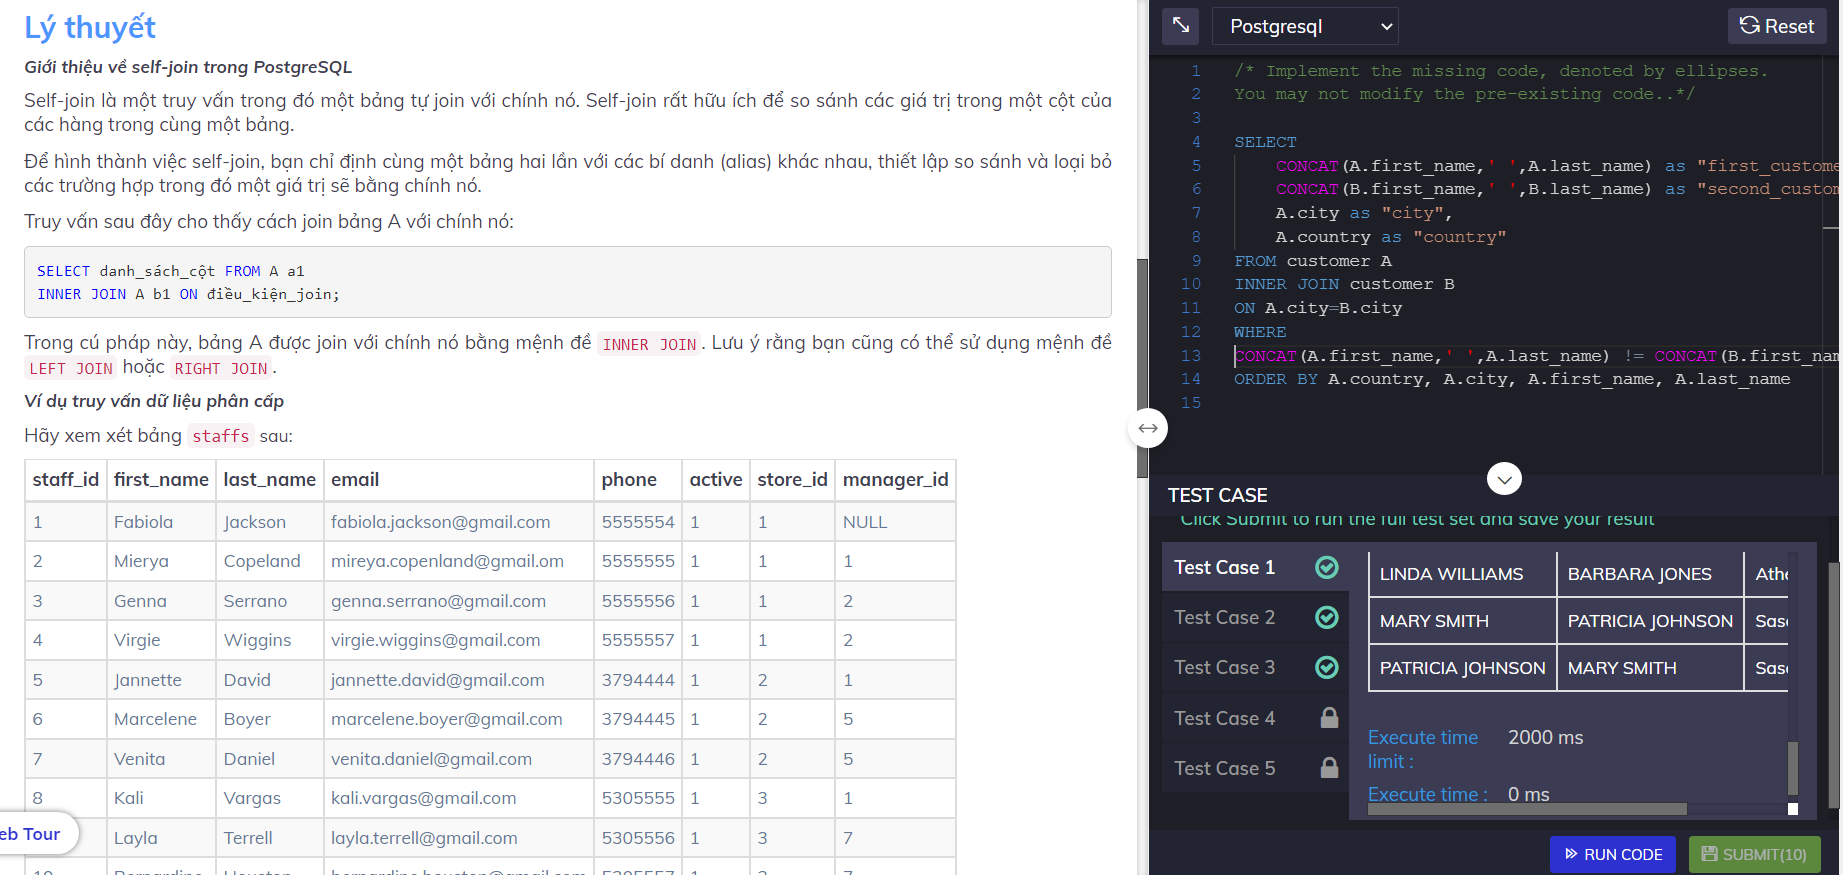 Lý thuyết
Giới thiệu về self-join trong PostgreSQL
Self-join là một truy vấn trong đó một bảng tự join với chính nó. Self-join rất hữu ích để so sánh các giá trị trong một cột của
các hàng trong cùng một bảng.
Để hình thành việc self-join, bạn chỉ định cùng một bảng hai lần với các bí danh (alias) khác nhau, thiết lập so sánh và loại bỏ
các trường hợp trong đó một giá trị sẽ bằng chính nó.
Truy vấn sau đây cho thấy cách join bảng A với chính nó:
SELECT danh_sách_cột FROM A a1
INNER JOIN A b1 ON điều_kiện_join;
Trong cú pháp này, bảng A được join với chính nó bằng mệnh đề INNER JOIN. Lưu ý rằng bạn cũng có thể sử dụng mệnh đề
LEFT JOIN hoặc RIGHT JOIN.
Ví dụ truy vấn dữ liệu phân cấp
Hãy xem xét bảng staffs sau:
staff_id first_name last_name email phone active store_id manager_id
1 Fabiola Jackson fabiola.jackson@gmail.com 5555554 1 1 NULL
2 Mierya Copeland mireya.copenland@gmail.om 5555555 1 1 1
3 Genna Serrano genna.serrano@gmail.com 5555556 1 1 2
4 Virgie Wiggins virgie.wiggins@gmail.com 5555557 1 1 2
5 Jannette David jannette.david@gmail.com 3794444 1 2 1
6 Marcelene Boyer marcelene.boyer@gmail.com 3794445 1 2 5
7 Venita Daniel venita.daniel@gmail.com 3794446 1 2 5
8 Kali Vargas kali.vargas@gmail.com 5305555 1 3 1
Layla Terrell layla.terrell@gmail.com 5305556 1 3 7
eb Tour
Postgresql
Reset
1 /* Implement the missing code, denoted by ellipses.
2 You may not modify the pre-existing code..*/
3
4 SELECT
5 CONCAT(A.first_name,' ',A.last_name) as "first_custome
6 CONCAT(B.first_name,' ',B.last_name) as "second_custom
7 A.city as "city",
8 A.country as "country"
9 FROM customer A
10 INNER JOIN customer B
11 ON A.city=B.city
12 WHERE
13 CONCAT(A.first_name,' ',A.last_name) != CONCAT(B.first_nam
14 ORDER BY A.country, A.city, A.first_name, A.last_name
15
TEST CASE
Click Submit to run the full test set and save your result
Test Case 1
Test Case 2
Test Case 3
Test Case 4
Test Case 5
LINDA WILLIAMS BARBARA JONES Athe
MARY SMITH PATRICIA JOHNSON Sas
PATRICIA JOHNSON MARY SMITH Sas
Execute time limit : 2000 ms
Execute time : 0 ms
RUN CODE
SUBMIT(10)